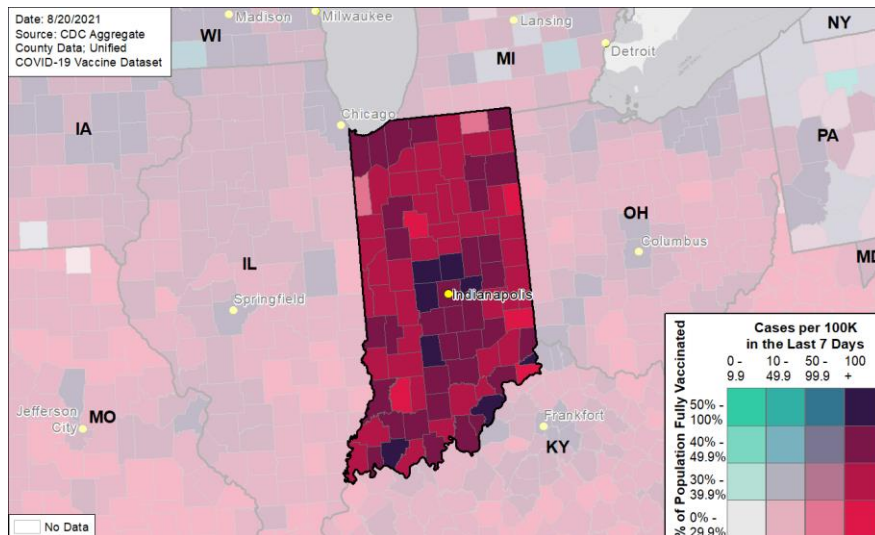 Date: 8/20/2021
Source: CDC Aggregate
County Data; Unified
COVID-19 Vaccine Dataset
Madison
Milwaukee
WI
Lansing
NY
MI
Detroit
Chicago
IA
PA
OH
Columbus
MD
IL
Indianapolis
Springfield
Jefferson
City
MO
Frankfort
KY
No Data
Cases per 100K
in the Last 7 Days
0 -
9.9
10 -
49.9
50 -
99.9
100
+
% of Population Fully Vaccinated
50% -
100%
40% -
49.9%
30% -
39.9%
0% -
29.9%